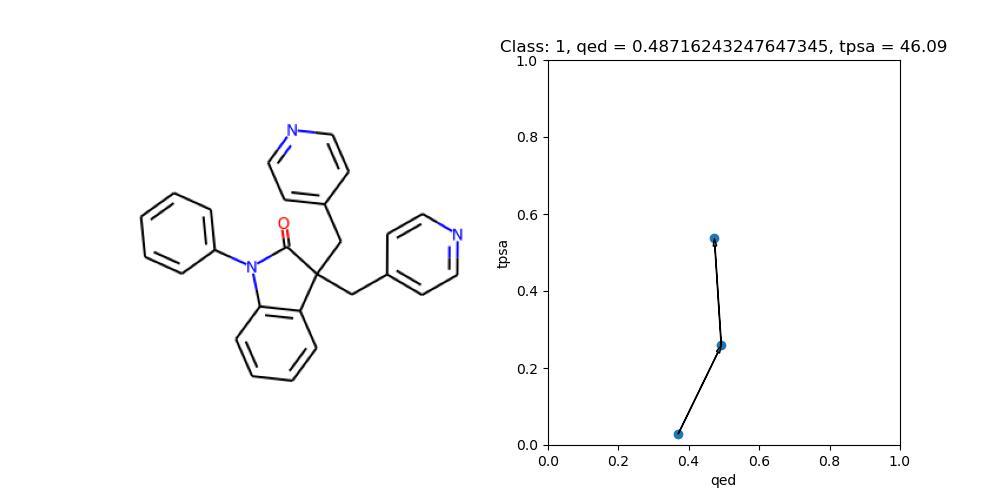 Class: 1, qed = 0.48716243247647345, tpsa = 46.09
N
N
O
N
1.0
0.8
0.6
0.4
0.2
0.0
tpsa
0.0 0.2 0.4 0.6 0.8 1.0
qed